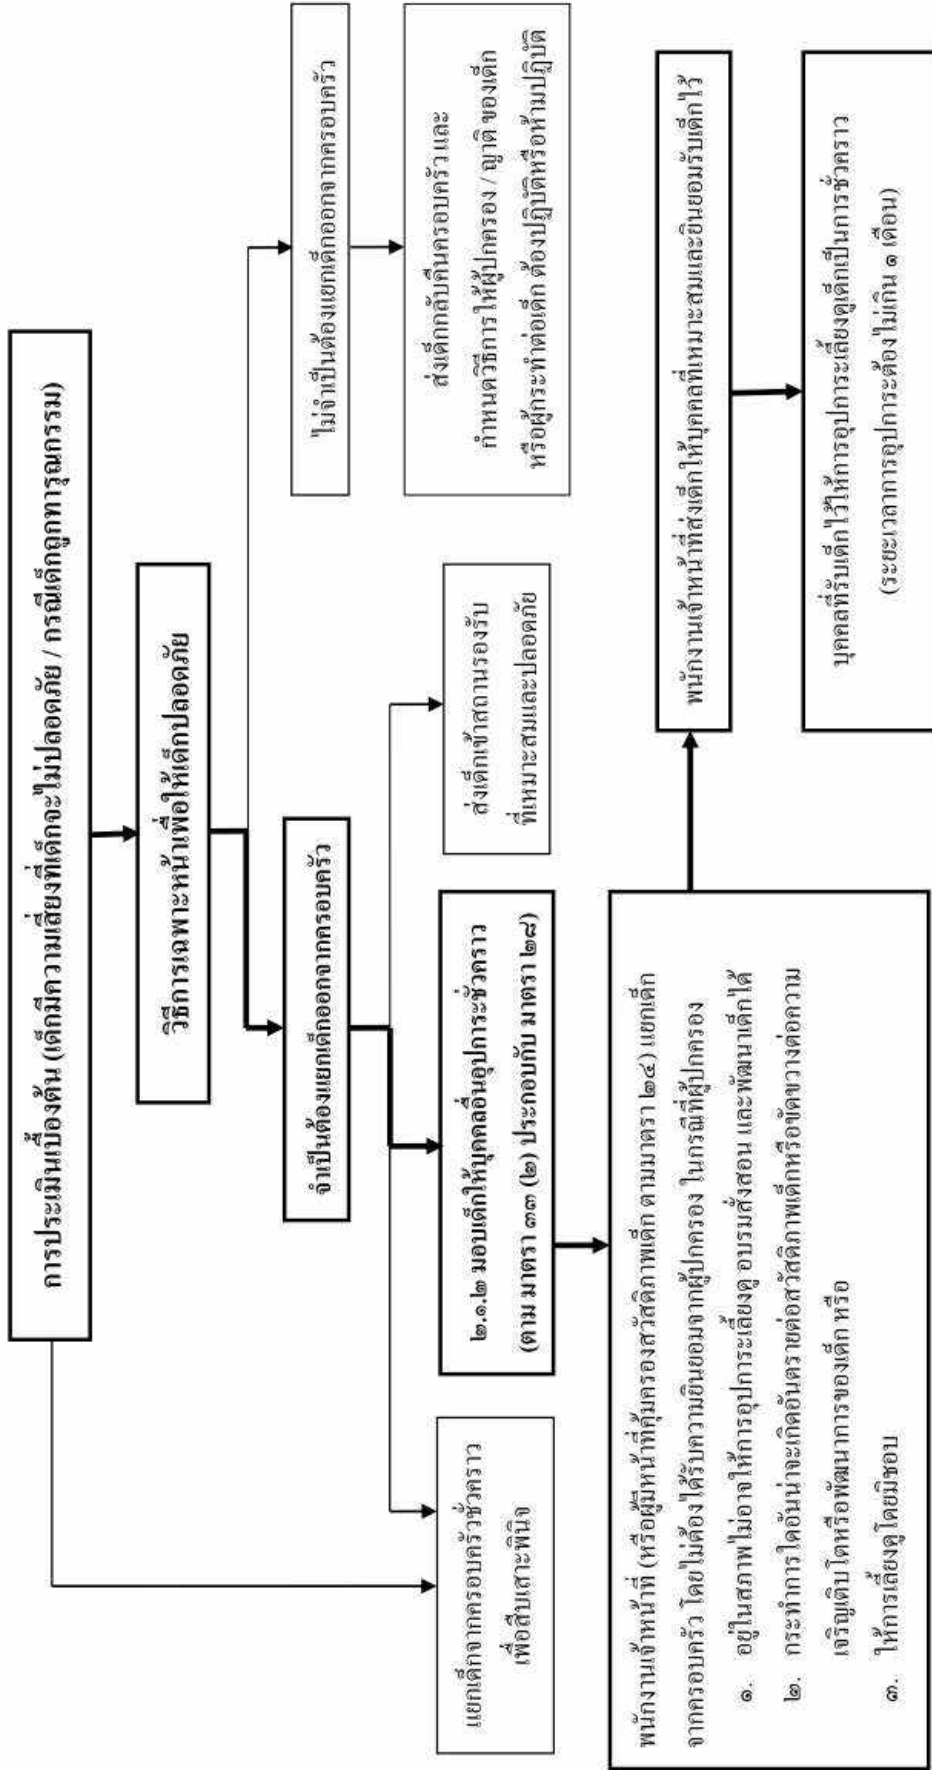 การประเมินเบื้องต้น (เด็กมีความเสี่ยงที่เด็กจะไม่ปลอดภัย / กรณีเด็กถูกทารุณกรรม)
วิธีการเฉพาะหน้าเพื่อให้เด็กปลอดภัย
จำเป็นต้องแยกเด็กออกจากครอบครัว
ไม่จำเป็นต้องแยกเด็กออกจากครอบครัว
แยกเด็กจากครอบครัวชั่วคราว
เพื่อสืบเสาะพินิจ
๒.๑.๒ มอบเด็กให้บุคคลอื่นอุปการะชั่วคราว
(ตาม มาตรา ๓๓ (๒) ประกอบกับ มาตรา ๒๘)
ส่งเด็กเข้าสถานรองรับ
ที่เหมาะสมและปลอดภัย
ส่งเด็กกลับคืนครอบครัว และ
กำหนดวิธีการให้ผู้ปกครอง / ญาติ ของเด็ก
หรือผู้กระทำต่อเด็ก ต้องปฏิบัติหรือห้ามปฏิบัติ
พนักงานเจ้าหน้าที่ (หรือผู้มีหน้าที่คุ้มครองสวัสดิภาพเด็ก ตามมาตรา ๒๔) แยกเด็ก
จากครอบครัว โดยไม่ต้องได้รับความยินยอมจากผู้ปกครอง ในกรณีที่ผู้ปกครอง
๑. อยู่ในสภาพไม่อาจให้การอุปการะเลี้ยงดู อบรมสั่งสอน และพัฒนาเด็กได้
๒. กระทำการใดอันน่าจะเกิดอันตรายต่อสวัสดิภาพเด็กหรือขัดขวางต่อความ
เจริญเติบโตหรือพัฒนาการของเด็ก หรือ
๓. ให้การเลี้ยงดูโดยมิชอบ
พนักงานเจ้าหน้าที่ส่งเด็กให้บุคคลที่เหมาะสมและยินยอมรับเด็กไว้
บุคคลที่รับเด็กไว้ให้การอุปการะเลี้ยงดูเด็กเป็นการชั่วคราว
(ระยะเวลาการอุปการะต้องไม่เกิน ๑ เดือน)